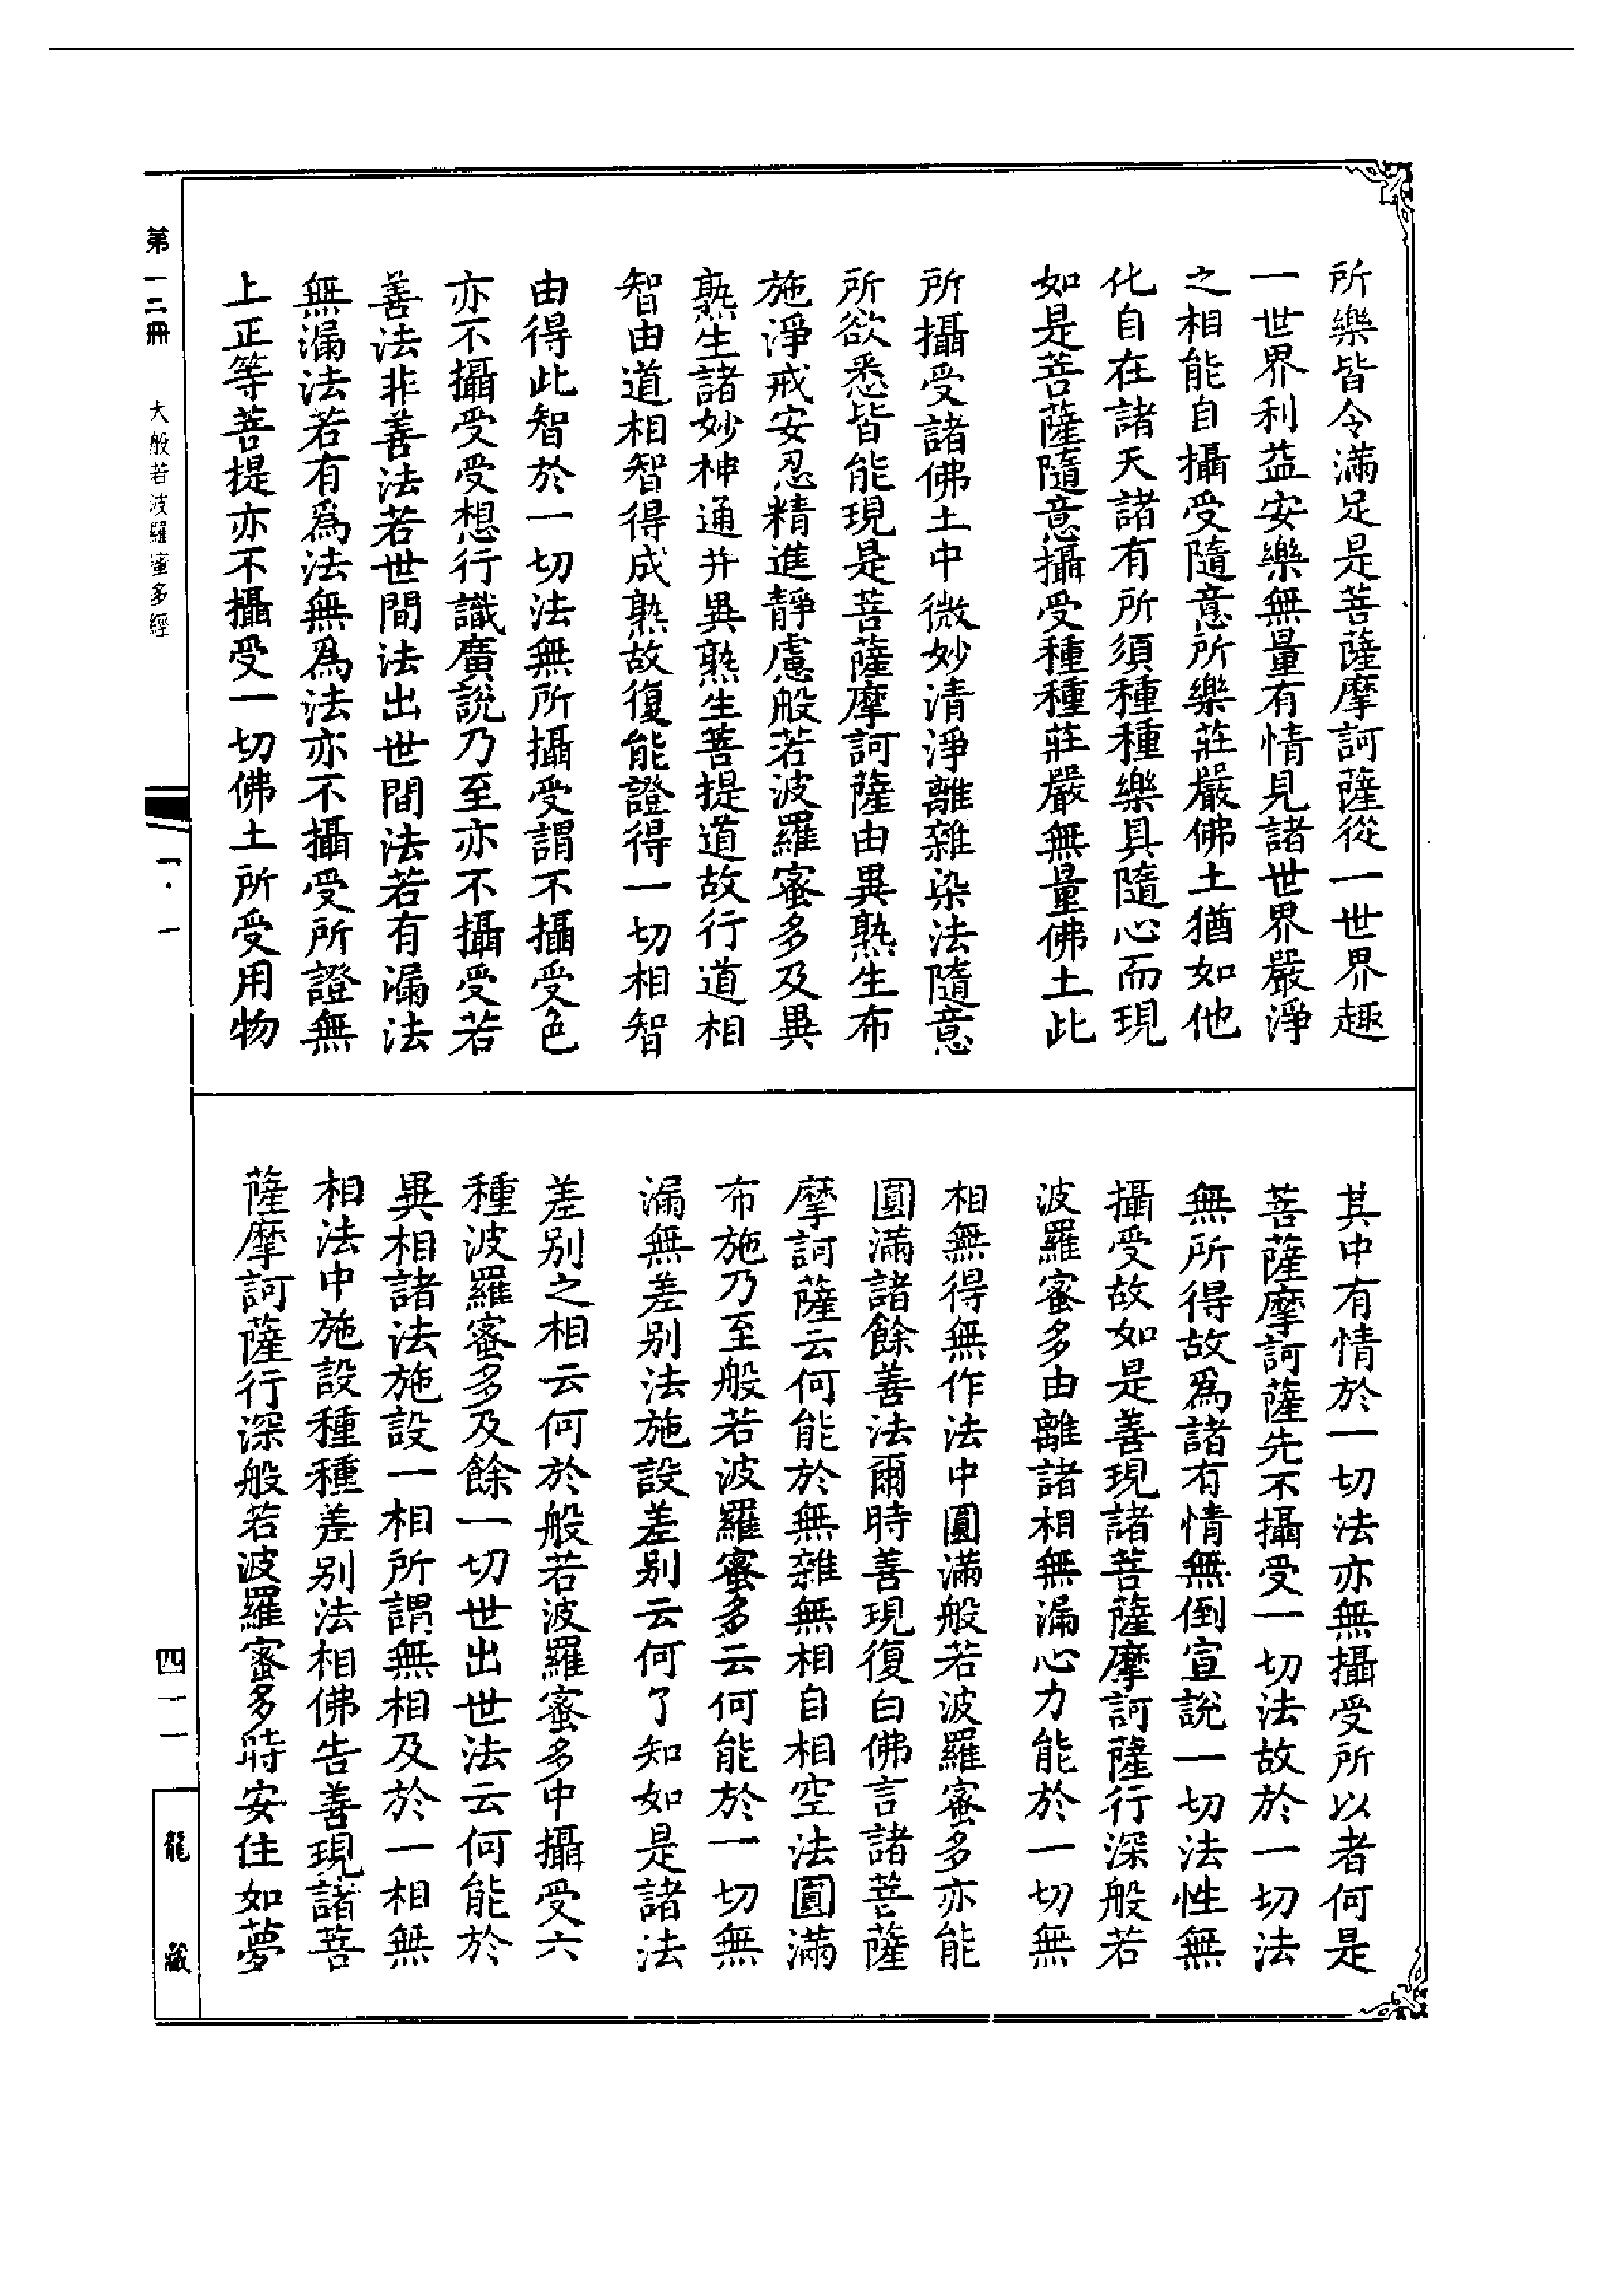 所樂皆令滿足是菩薩摩訶薩從一世界趣
一世界利益安樂無量有情見諸世界嚴淨
之相能自攝受隨意所樂莊嚴佛土猶如他
化自在諸天諸有所須種種樂具隨心而現
如是菩薩隨意攝受種種莊嚴無量佛土此
所攝受諸佛土中微妙清淨離雜染法隨意
所欲悉皆能現是菩薩摩訶薩由異熟生布
施淨戒安忍精進靜慮般若波羅蜜多及異
熟生諸妙神通并異熟生菩提道故行道相
智由道相智得成熟故復能證得一切相智
由得此智於一切法無所攝受謂不攝受色
亦不攝受受想行識廣說乃至亦不攝受若
善法非善法若世間法出世間法若有漏法
無漏法若有爲法無爲法亦不攝受所證無
上正等菩提亦不攝受一切佛土所受用物
其中有情於一切法亦無攝受所以者何是
菩薩摩訶薩先不攝受一切法故於一切法
無所得故爲諸有情無倒宣說一切法性無
攝受故如是善現諸菩薩摩訶薩行深般若
波羅蜜多由離諸相無漏心力能於一切無
相無得無作法中圓滿般若波羅蜜多亦能
圓滿諸餘善法爾時善現復白佛言諸菩薩
摩訶薩云何能於無雜無相自相空法圓滿
布施乃至般若波羅蜜多云何能於一切無
漏無差别法施設差别云何了知如是諸法
差别之相云何於般若波羅蜜多中攝受六
種波羅蜜多及餘一切世出世法云何能於
異相諸法施設一相所謂無相及於一相無
相法中施設種種差别法相佛告善現諸菩
薩摩訶薩行深般若波羅蜜多時安住如夢
第一二冊 大般若波羅蜜多經
一·一
四一一
龍藏